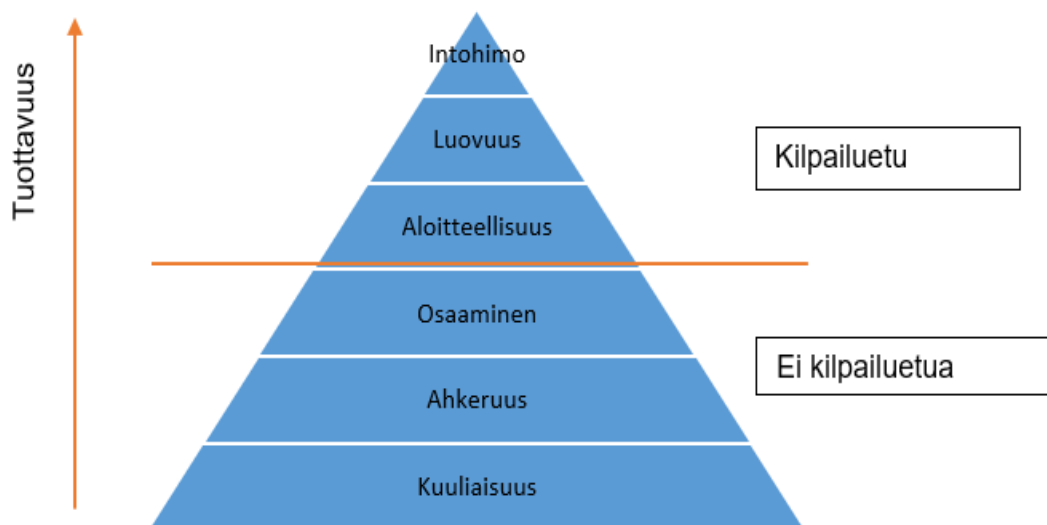 Tuottavuus
Intohimo
Luovuus
Aloitteellisuus
Osaaminen
Ahkeruus
Kuuliaisuus
Kilpailuetu
Ei kilpailuetua